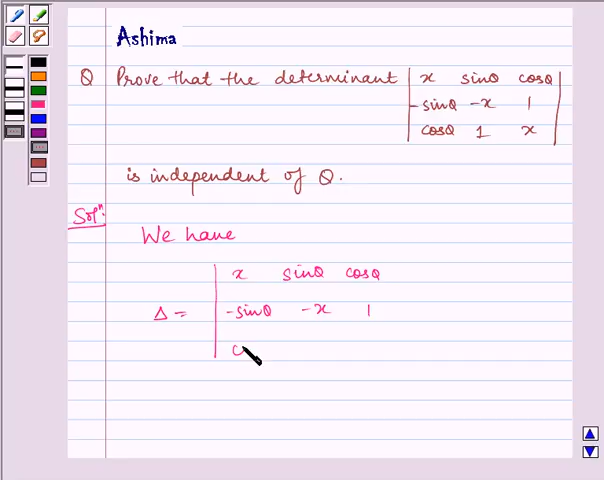 Ashima
Q Prove that the determinant | x sinθ cosθ |
| -sinθ -x 1 |
| cosθ 1 x |
is independent of θ.
Solⁿ:
We have
| x sinθ cosθ
Δ = | -sinθ -x 1
| c